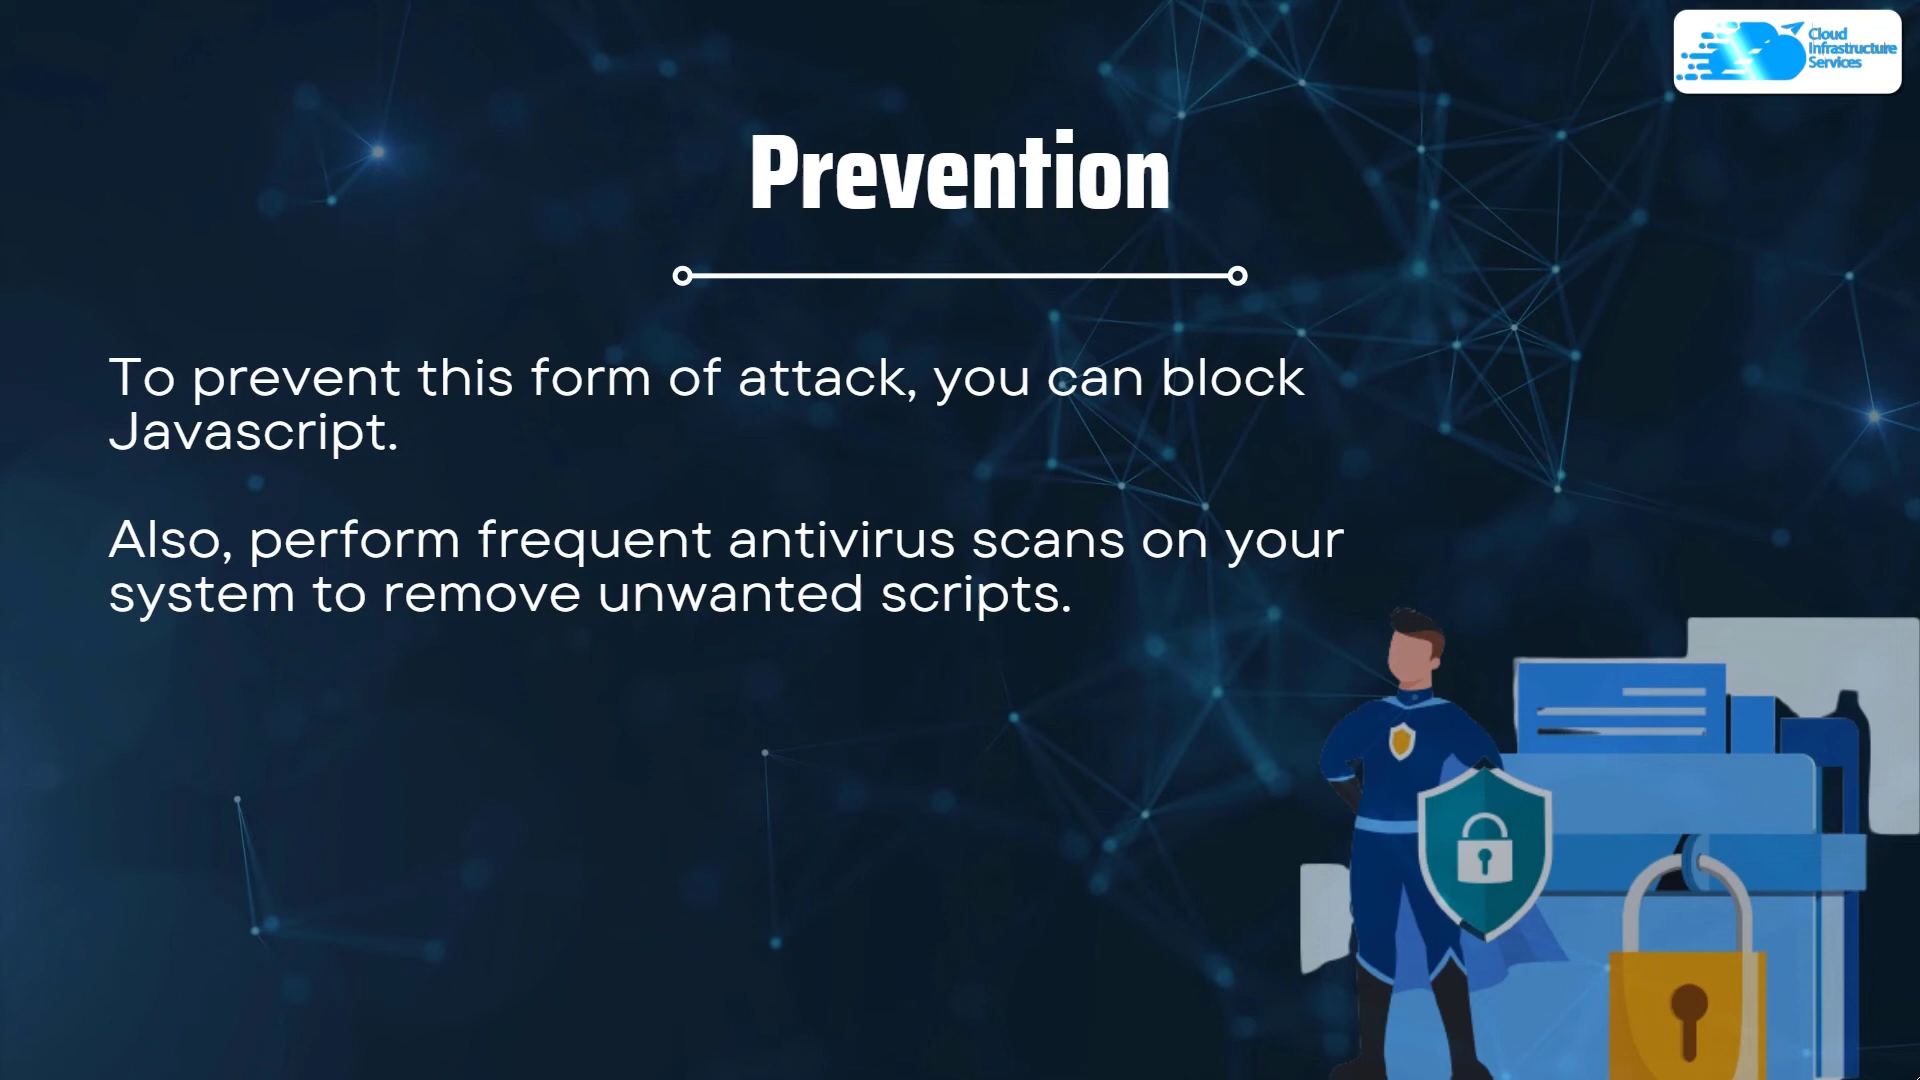 Cloud
Infrastructure
Services
Prevention
To prevent this form of attack, you can block
Javascript.
Also, perform frequent antivirus scans on your
system to remove unwanted scripts.